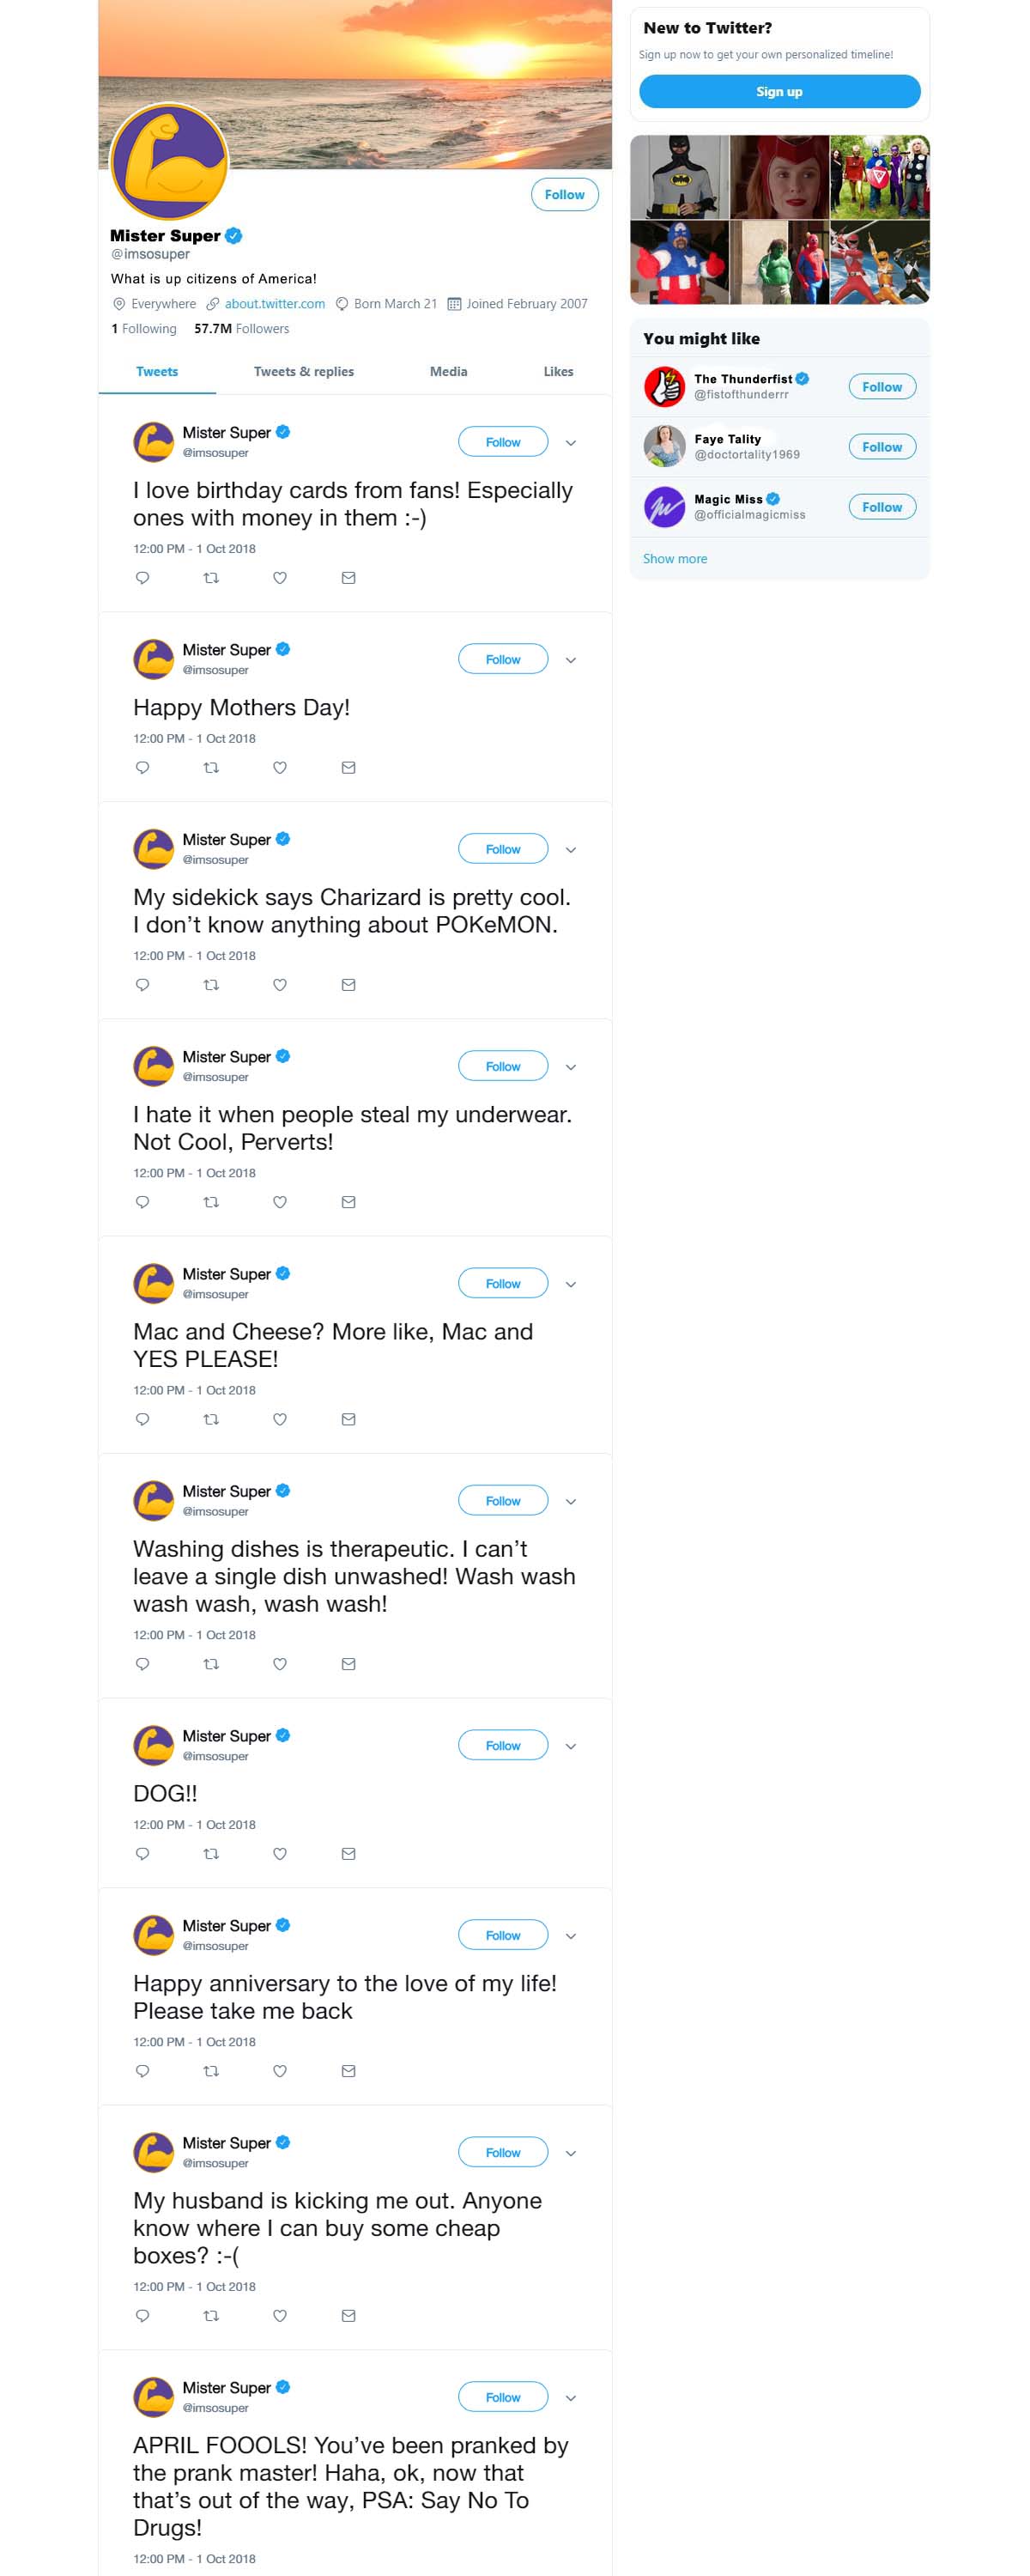 Mister Super
@imsosuper
What is up citizens of America!
Everywhere about.twitter.com Born March 21 Joined February 2007
1 Following 57.7M Followers
Tweets Tweets & replies Media Likes
Mister Super
@imsosuper
Follow
I love birthday cards from fans! Especially
ones with money in them :-)
12:00 PM - 1 Oct 2018
Mister Super
@imsosuper
Follow
Happy Mothers Day!
12:00 PM - 1 Oct 2018
Mister Super
@imsosuper
Follow
My sidekick says Charizard is pretty cool.
I don’t know anything about POKeMON.
12:00 PM - 1 Oct 2018
Mister Super
@imsosuper
Follow
I hate it when people steal my underwear.
Not Cool, Perverts!
12:00 PM - 1 Oct 2018
Mister Super
@imsosuper
Follow
Mac and Cheese? More like, Mac and
YES PLEASE!
12:00 PM - 1 Oct 2018
Mister Super
@imsosuper
Follow
Washing dishes is therapeutic. I can’t
leave a single dish unwashed! Wash wash
wash wash, wash wash!
12:00 PM - 1 Oct 2018
Mister Super
@imsosuper
Follow
DOG!!
12:00 PM - 1 Oct 2018
Mister Super
@imsosuper
Follow
Happy anniversary to the love of my life!
Please take me back
12:00 PM - 1 Oct 2018
Mister Super
@imsosuper
Follow
My husband is kicking me out. Anyone
know where I can buy some cheap
boxes? :-(
12:00 PM - 1 Oct 2018
Mister Super
@imsosuper
Follow
APRIL FOOOLS! You’ve been pranked by
the prank master! Haha, ok, now that
that’s out of the way, PSA: Say No To
Drugs!
12:00 PM - 1 Oct 2018
Follow
New to Twitter?
Sign up now to get your own personalized timeline!
Sign up
You might like
The Thunderfist
@fistofthunderrr
Follow
Faye Tality
@doctortality1969
Follow
Magic Miss
@officialmagicmiss
Follow
Show more